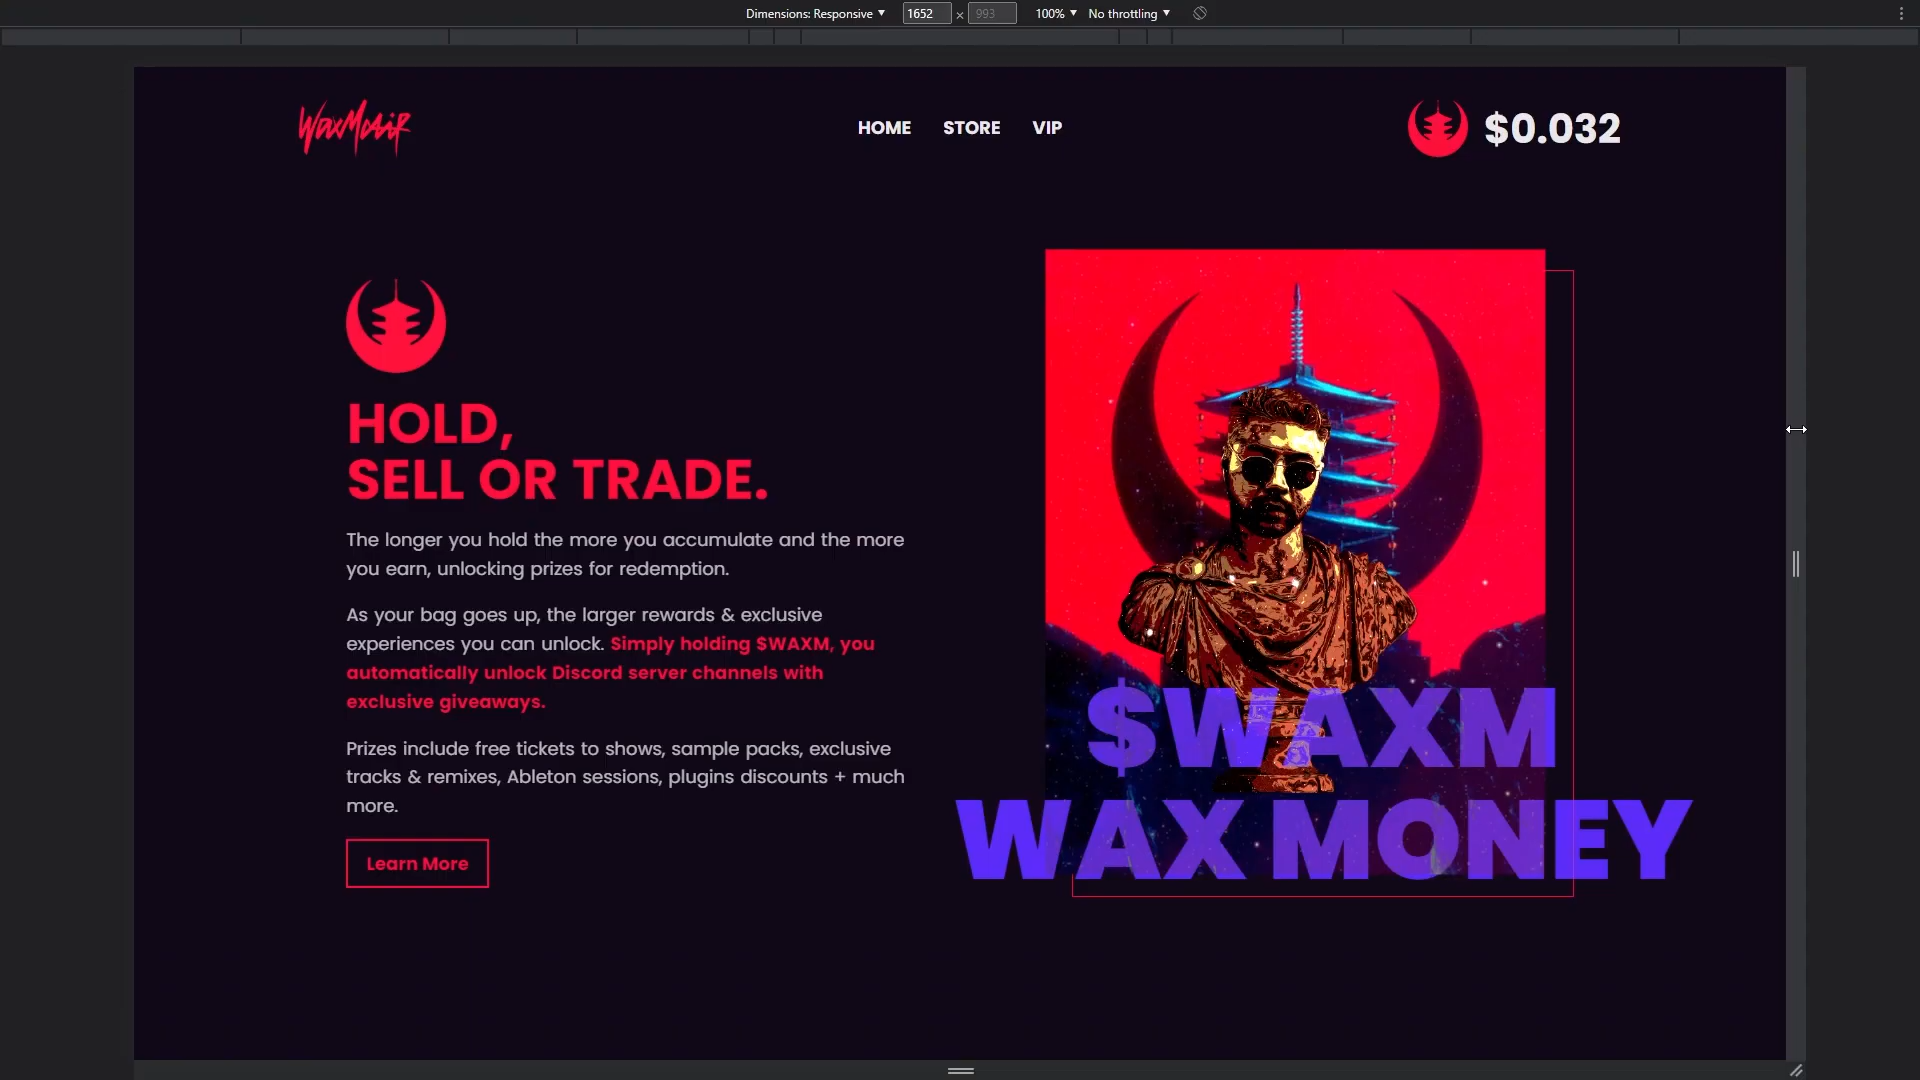 Dimensions: Responsive 1652 × 993 100% No throttling
WaxMotif
HOME STORE VIP
$0.032
HOLD,
SELL OR TRADE.
The longer you hold the more you accumulate and the more
you earn, unlocking prizes for redemption.
As your bag goes up, the larger rewards & exclusive
experiences you can unlock. Simply holding $WAXM, you
automatically unlock Discord server channels with
exclusive giveaways.
Prizes include free tickets to shows, sample packs, exclusive
tracks & remixes, Ableton sessions, plugins discounts + much
more.
Learn More
$WAXM
WAX MONEY